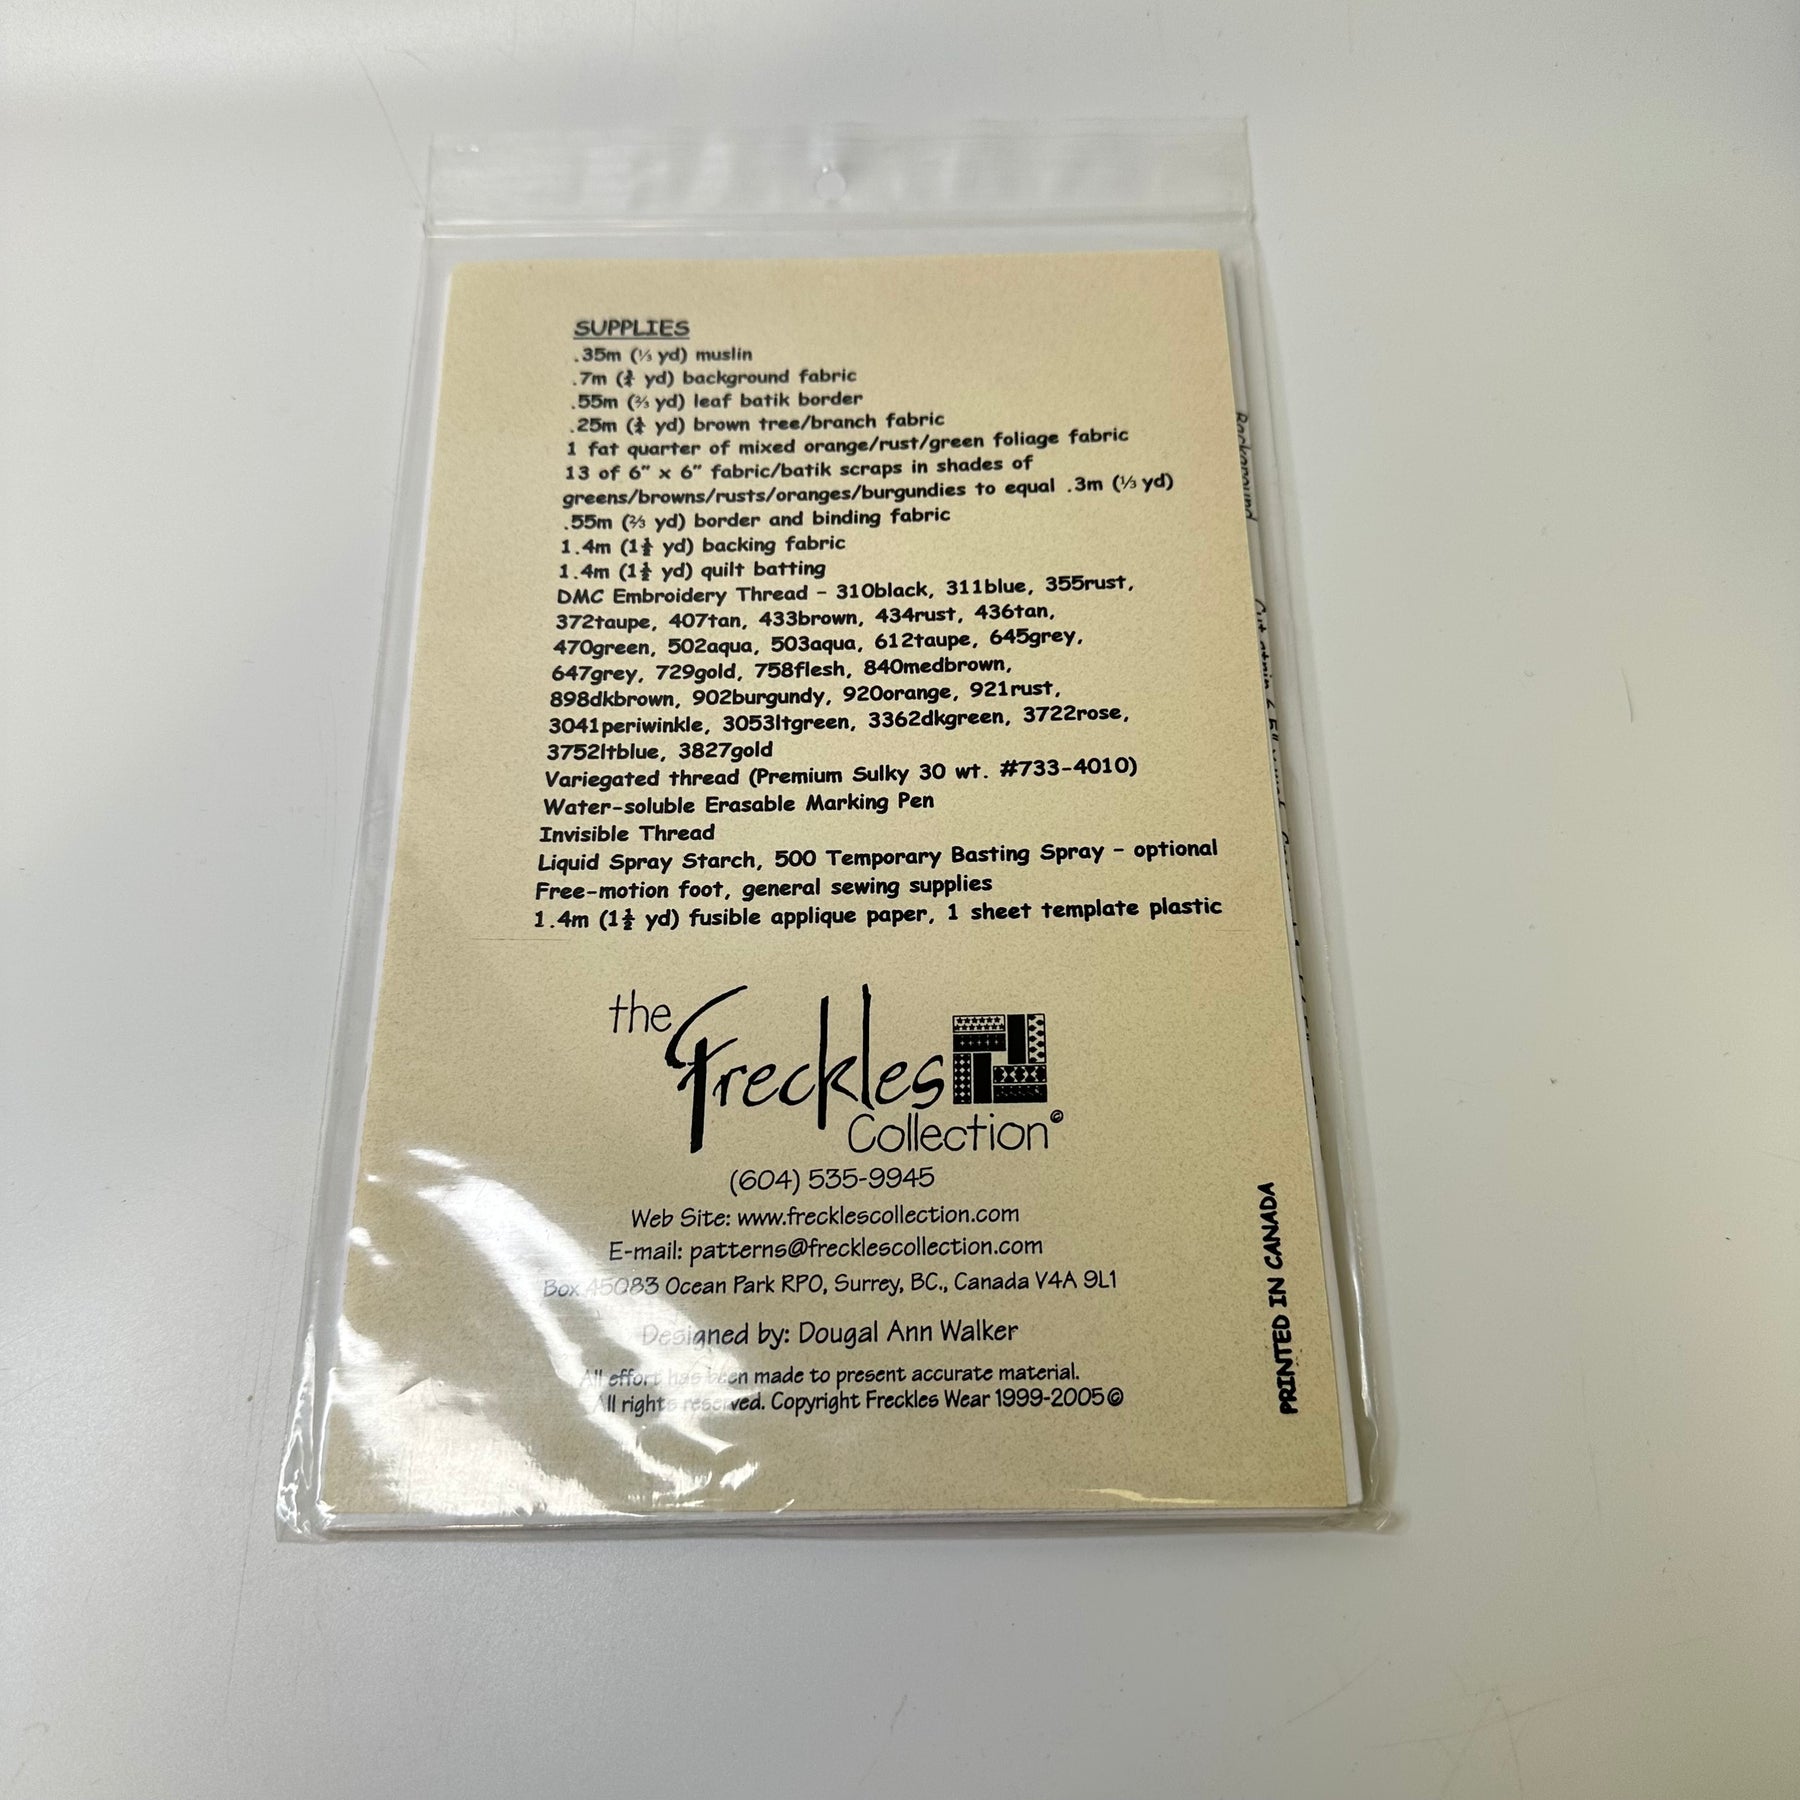 SUPPLIES
.35m (⅓ yd) muslin
.7m (¾ yd) background fabric
.55m (⅔ yd) leaf batik border
.25m (¼ yd) brown tree/branch fabric
1 fat quarter of mixed orange/rust/green foliage fabric
13 of 6" x 6" fabric/batik scraps in shades of
greens/browns/rusts/oranges/burgundies to equal .3m (⅓ yd)
.55m (⅔ yd) border and binding fabric
1.4m (1½ yd) backing fabric
1.4m (1½ yd) quilt batting
DMC Embroidery Thread – 310black, 311blue, 355rust,
372taupe, 407tan, 433brown, 434rust, 436tan,
470green, 502aqua, 503aqua, 612taupe, 645grey,
647grey, 729gold, 758flesh, 840medbrown,
898dkbrown, 902burgundy, 920orange, 921rust,
3041periwinkle, 3053ltgreen, 3362dkgreen, 3722rose,
3752ltblue, 3827gold
Variegated thread (Premium Sulky 30 wt. #733-4010)
Water-soluble Erasable Marking Pen
Invisible Thread
Liquid Spray Starch, 500 Temporary Basting Spray – optional
Free-motion foot, general sewing supplies
1.4m (1½ yd) fusible applique paper, 1 sheet template plastic
the
Freckles
Collection©
(604) 535-9945
Web Site: www.frecklescollection.com
E-mail: patterns@frecklescollection.com
Box 45083 Ocean Park RPO, Surrey, BC., Canada V4A 9L1
Designed by: Dougal Ann Walker
All effort has been made to present accurate material.
All rights reserved. Copyright Freckles Wear 1999-2005©
PRINTED IN CANADA
Background